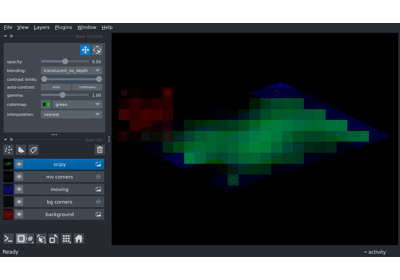 File View Layers Plugins Window Help
opacity: 0.50
blending: translucent_no_depth
contrast limits:
auto-contrast: once continuous
gamma: 1.00
colormap: green
interpolation: nearest
scipy
mv corners
moving
bg corners
background
Ready
activity